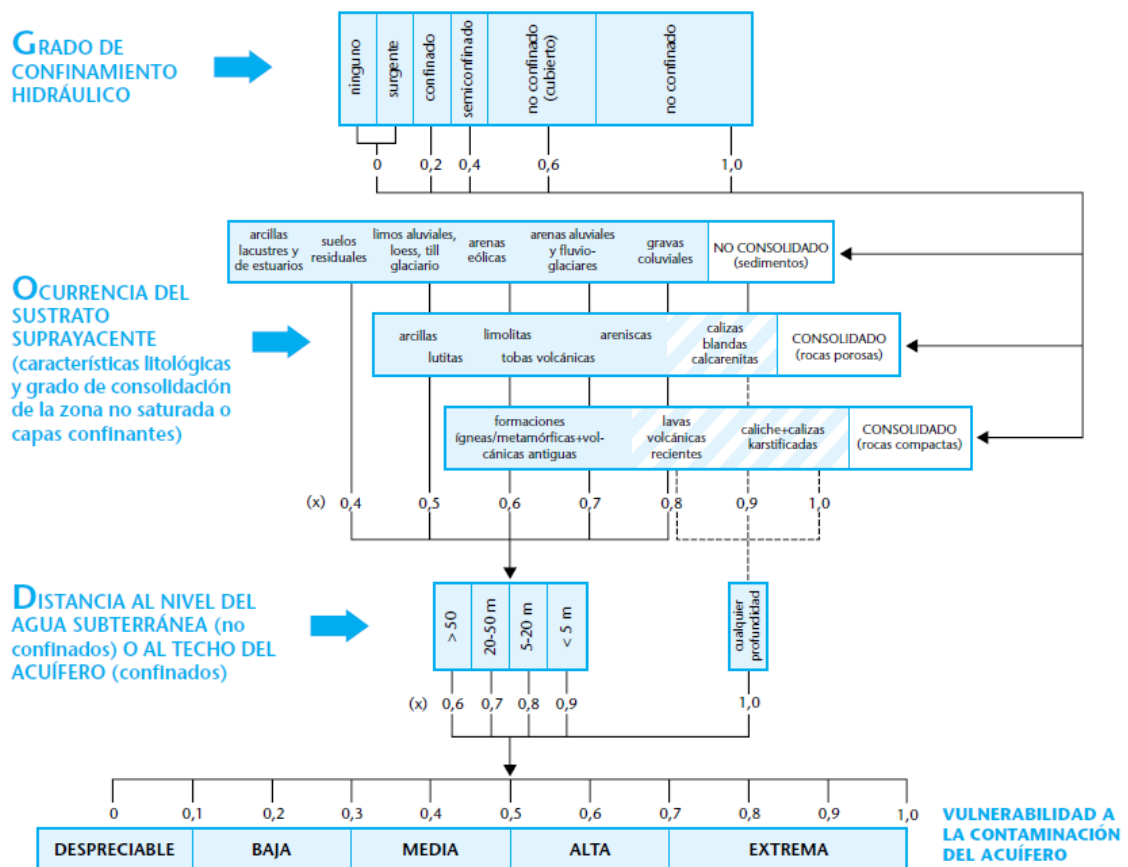 GRADO DE
CONFINAMIENTO
HIDRÁULICO
ninguno
surgente
confinado
semiconfinado
no confinado
(cubierto)
no confinado
0
0,2
0,4
0,6
1,0
OCURRENCIA DEL
SUSTRATO
SUPRAYACENTE
(características litológicas
y grado de consolidación
de la zona no saturada o
capas confinantes)
arcillas
lacustres y
de estuarios
suelos
residuales
limos aluviales,
loess, till
glaciario
arenas
eólicas
arenas aluviales
y fluvio-
glaciares
gravas
coluviales
NO CONSOLIDADO
(sedimentos)
arcillas
lutitas
limolitas
tobas volcánicas
areniscas
calizas
blandas
calcarenitas
CONSOLIDADO
(rocas porosas)
formaciones
ígneas/metamórficas+vol-
cánicas antiguas
lavas
volcánicas
recientes
caliche+calizas
karstificadas
CONSOLIDADO
(rocas compactas)
(x) 0,4 0,5 0,6 0,7 0,8 0,9 1,0
DISTANCIA AL NIVEL DEL
AGUA SUBTERRÁNEA (no
confinados) O AL TECHO DEL
ACUÍFERO (confinados)
> 50
20-50 m
5-20 m
< 5 m
cualquier
profundidad
(x) 0,6 0,7 0,8 0,9 1,0
0 0,1 0,2 0,3 0,4 0,5 0,6 0,7 0,8 0,9 1,0
DESPRECIABLE BAJA MEDIA ALTA EXTREMA
VULNERABILIDAD A
LA CONTAMINACIÓN
DEL ACUÍFERO